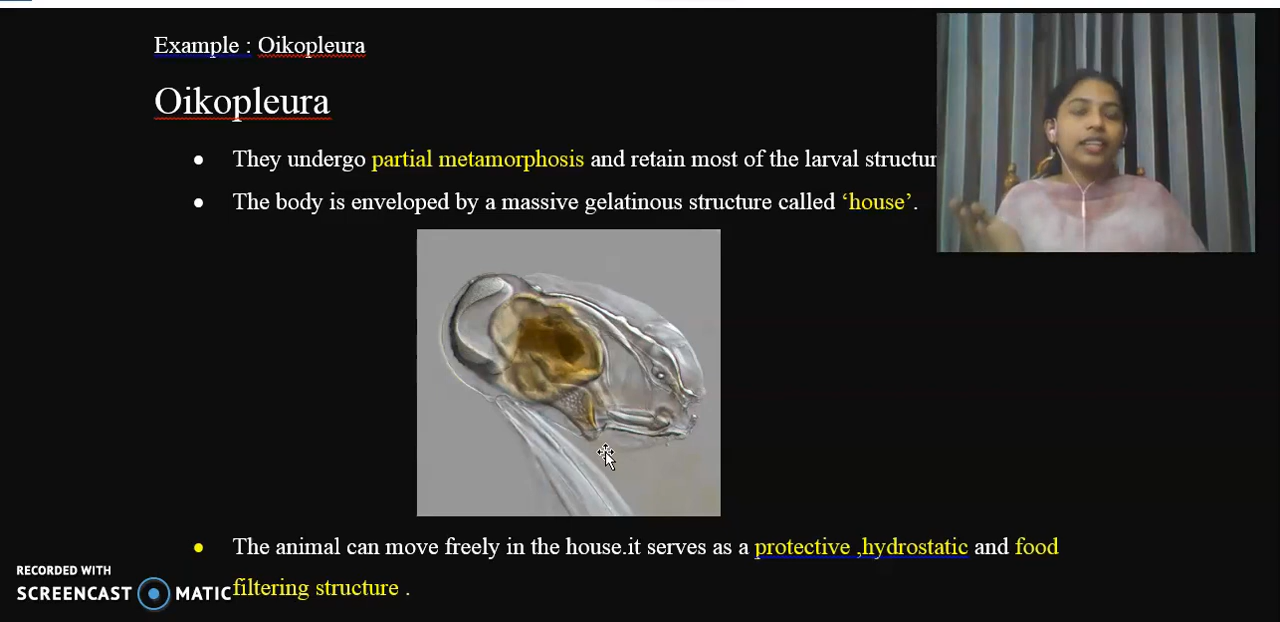 Example : Oikopleura
Oikopleura
• They undergo partial metamorphosis and retain most of the larval structur
• The body is enveloped by a massive gelatinous structure called ‘house’.
• The animal can move freely in the house.it serves as a protective ,hydrostatic and food
filtering structure .
RECORDED WITH
SCREENCAST MATIC